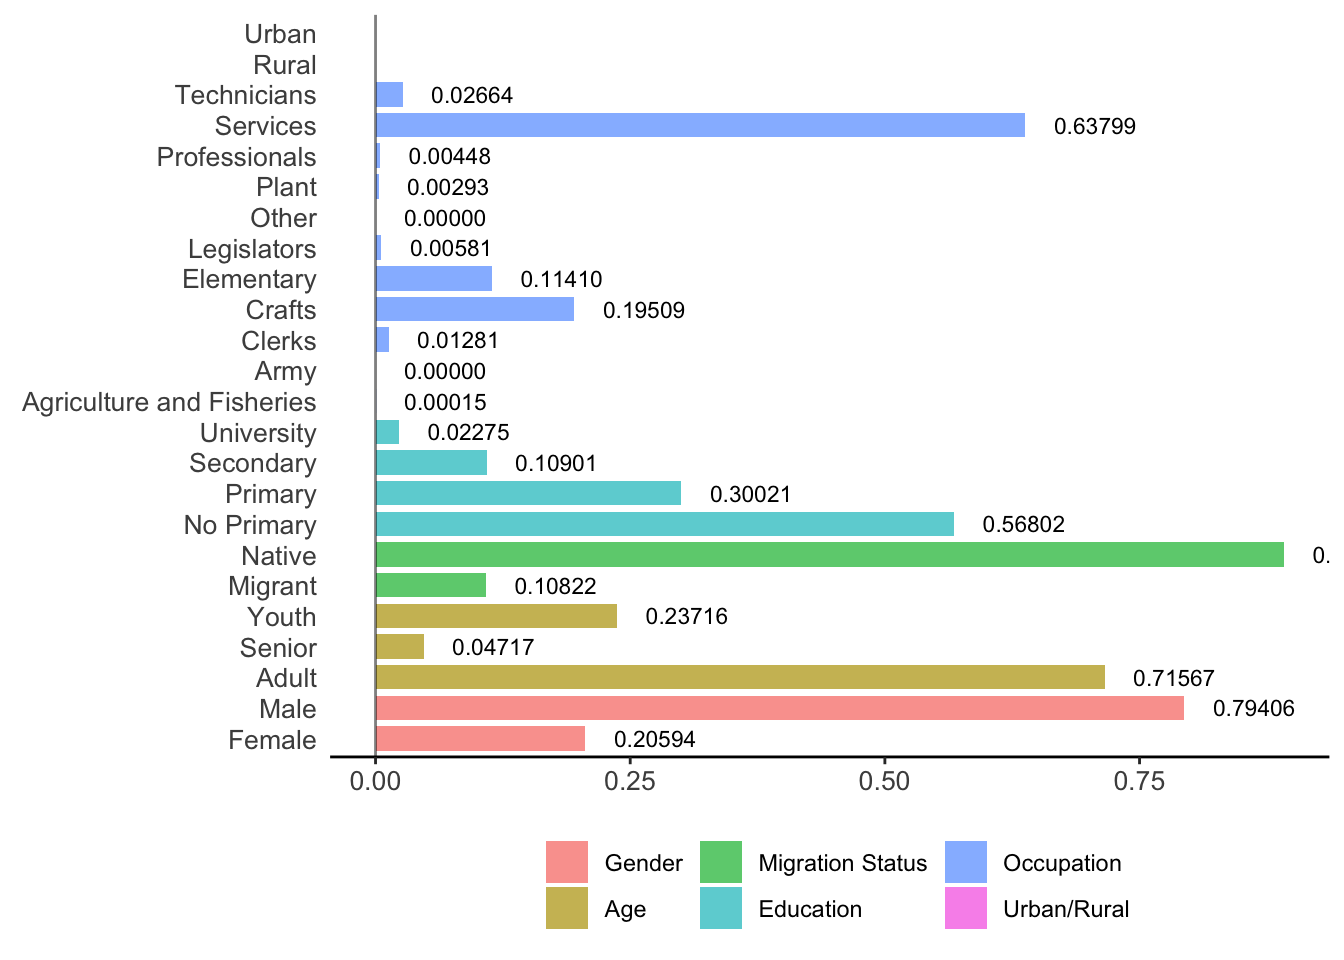 Urban
Rural
Technicians 0.02664
Services 0.63799
Professionals 0.00448
Plant 0.00293
Other 0.00000
Legislators 0.00581
Elementary 0.11410
Crafts 0.19509
Clerks 0.01281
Army 0.00000
Agriculture and Fisheries 0.00015
University 0.02275
Secondary 0.10901
Primary 0.30021
No Primary 0.56802
Native 0.
Migrant 0.10822
Youth 0.23716
Senior 0.04717
Adult 0.71567
Male 0.79406
Female 0.20594
0.00 0.25 0.50 0.75
Gender Migration Status Occupation
Age Education Urban/Rural